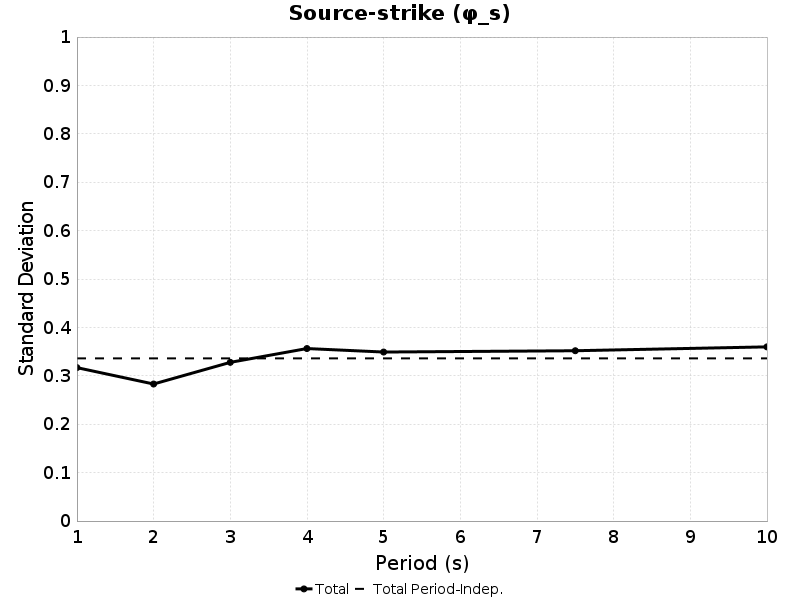 Source-strike (φ_s)
1
0.9
0.8
0.7
0.6
0.5
0.4
0.3
0.2
0.1
0
Standard Deviation
1 2 3 4 5 6 7 8 9 10
Period (s)
Total Total Period-Indep.